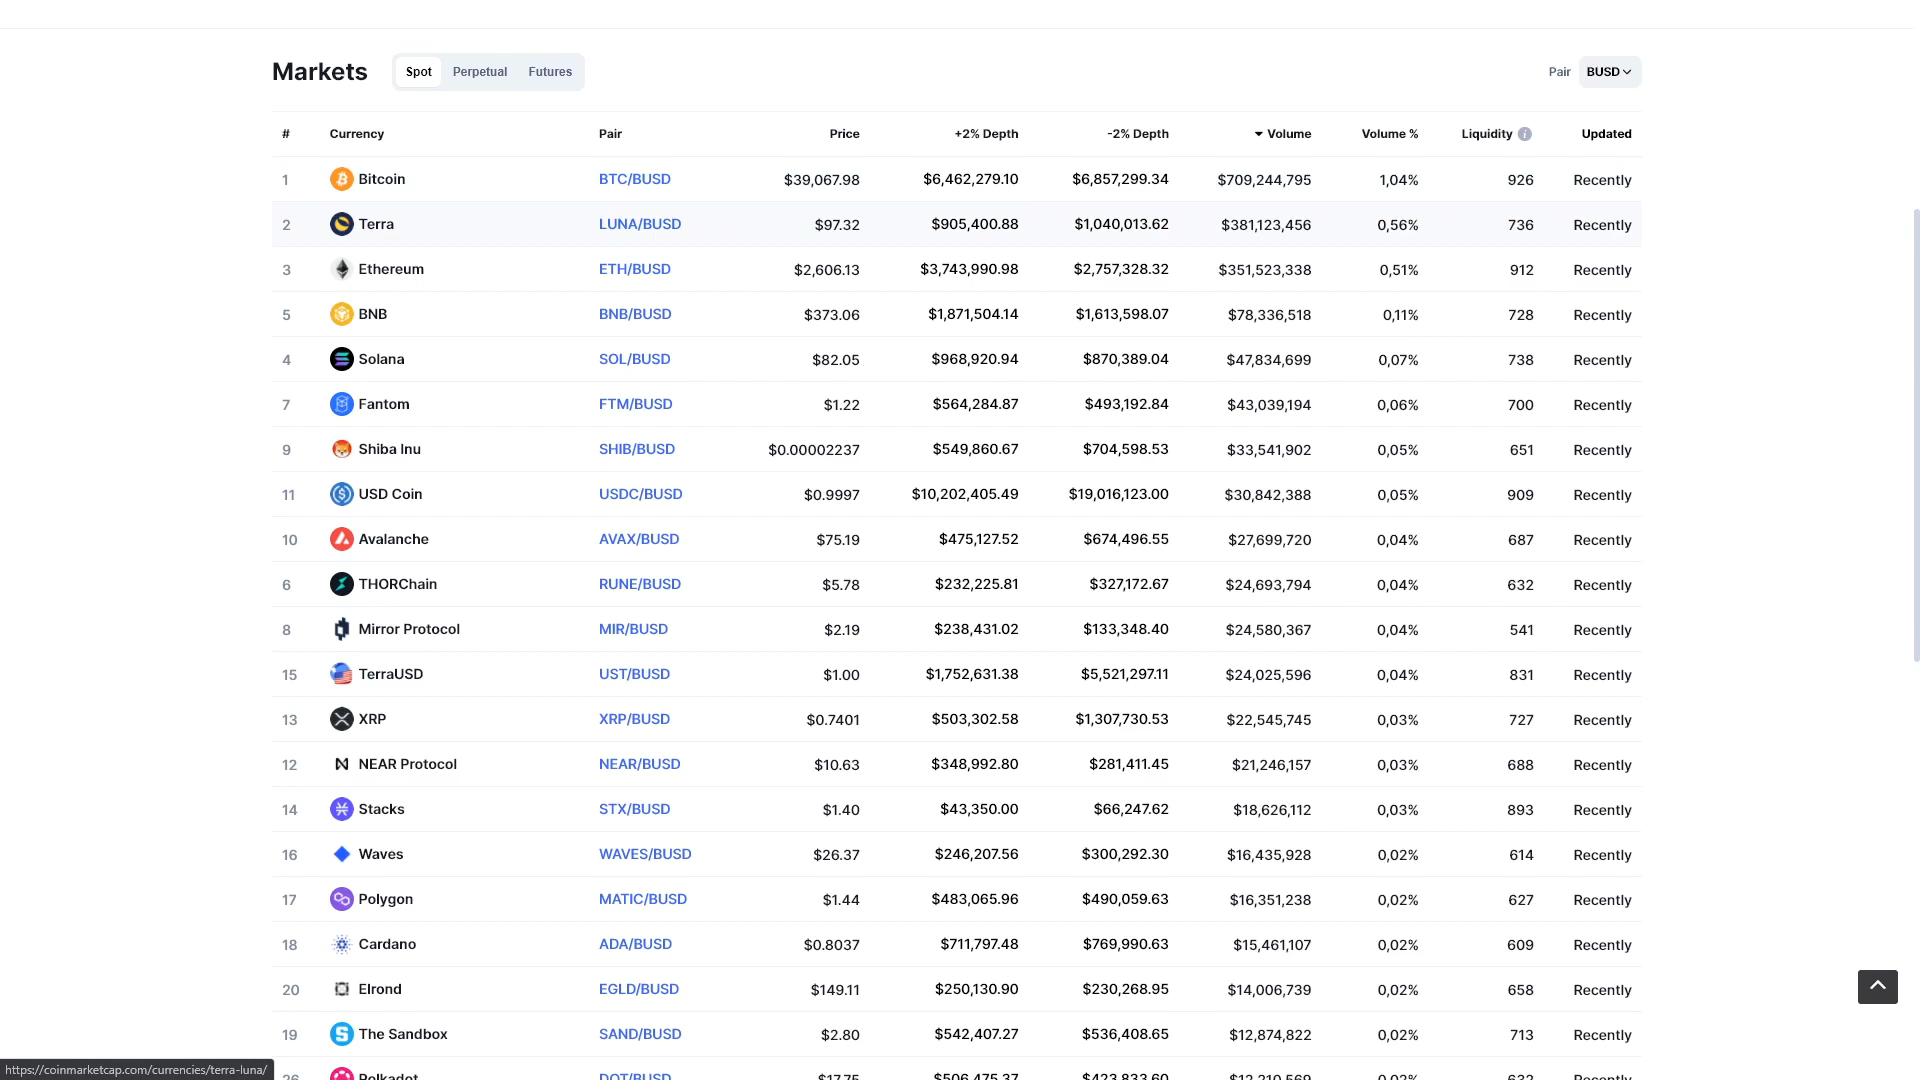 Markets Spot Perpetual Futures Pair BUSD
# Currency Pair Price +2% Depth -2% Depth Volume Volume % Liquidity i Updated
1 Bitcoin BTC/BUSD $39,067.98 $6,462,279.10 $6,857,299.34 $709,244,795 1,04% 926 Recently
2 Terra LUNA/BUSD $97.32 $905,400.88 $1,040,013.62 $381,123,456 0,56% 736 Recently
3 Ethereum ETH/BUSD $2,606.13 $3,743,990.98 $2,757,328.32 $351,523,338 0,51% 912 Recently
5 BNB BNB/BUSD $373.06 $1,871,504.14 $1,613,598.07 $78,336,518 0,11% 728 Recently
4 Solana SOL/BUSD $82.05 $968,920.94 $870,389.04 $47,834,699 0,07% 738 Recently
7 Fantom FTM/BUSD $1.22 $564,284.87 $493,192.84 $43,039,194 0,06% 700 Recently
9 Shiba Inu SHIB/BUSD $0.00002237 $549,860.67 $704,598.53 $33,541,902 0,05% 651 Recently
11 USD Coin USDC/BUSD $0.9997 $10,202,405.49 $19,016,123.00 $30,842,388 0,05% 909 Recently
10 Avalanche AVAX/BUSD $75.19 $475,127.52 $674,496.55 $27,699,720 0,04% 687 Recently
6 THORChain RUNE/BUSD $5.78 $232,225.81 $327,172.67 $24,693,794 0,04% 632 Recently
8 Mirror Protocol MIR/BUSD $2.19 $238,431.02 $133,348.40 $24,580,367 0,04% 541 Recently
15 TerraUSD UST/BUSD $1.00 $1,752,631.38 $5,521,297.11 $24,025,596 0,04% 831 Recently
13 XRP XRP/BUSD $0.7401 $503,302.58 $1,307,730.53 $22,545,745 0,03% 727 Recently
12 NEAR Protocol NEAR/BUSD $10.63 $348,992.80 $281,411.45 $21,246,157 0,03% 688 Recently
14 Stacks STX/BUSD $1.40 $43,350.00 $66,247.62 $18,626,112 0,03% 893 Recently
16 Waves WAVES/BUSD $26.37 $246,207.56 $300,292.30 $16,435,928 0,02% 614 Recently
17 Polygon MATIC/BUSD $1.44 $483,065.96 $490,059.63 $16,351,238 0,02% 627 Recently
18 Cardano ADA/BUSD $0.8037 $711,797.48 $769,990.63 $15,461,107 0,02% 609 Recently
20 Elrond EGLD/BUSD $149.11 $250,130.90 $230,268.95 $14,006,739 0,02% 658 Recently
19 The Sandbox SAND/BUSD $2.80 $542,407.27 $536,408.65 $12,874,822 0,02% 713 Recently
Polkadot DOT/BUSD $17.75 $506,475.37 $423,833.60 $12,210,569 0,02% 632 Recently
https://coinmarketcap.com/currencies/terra-luna/